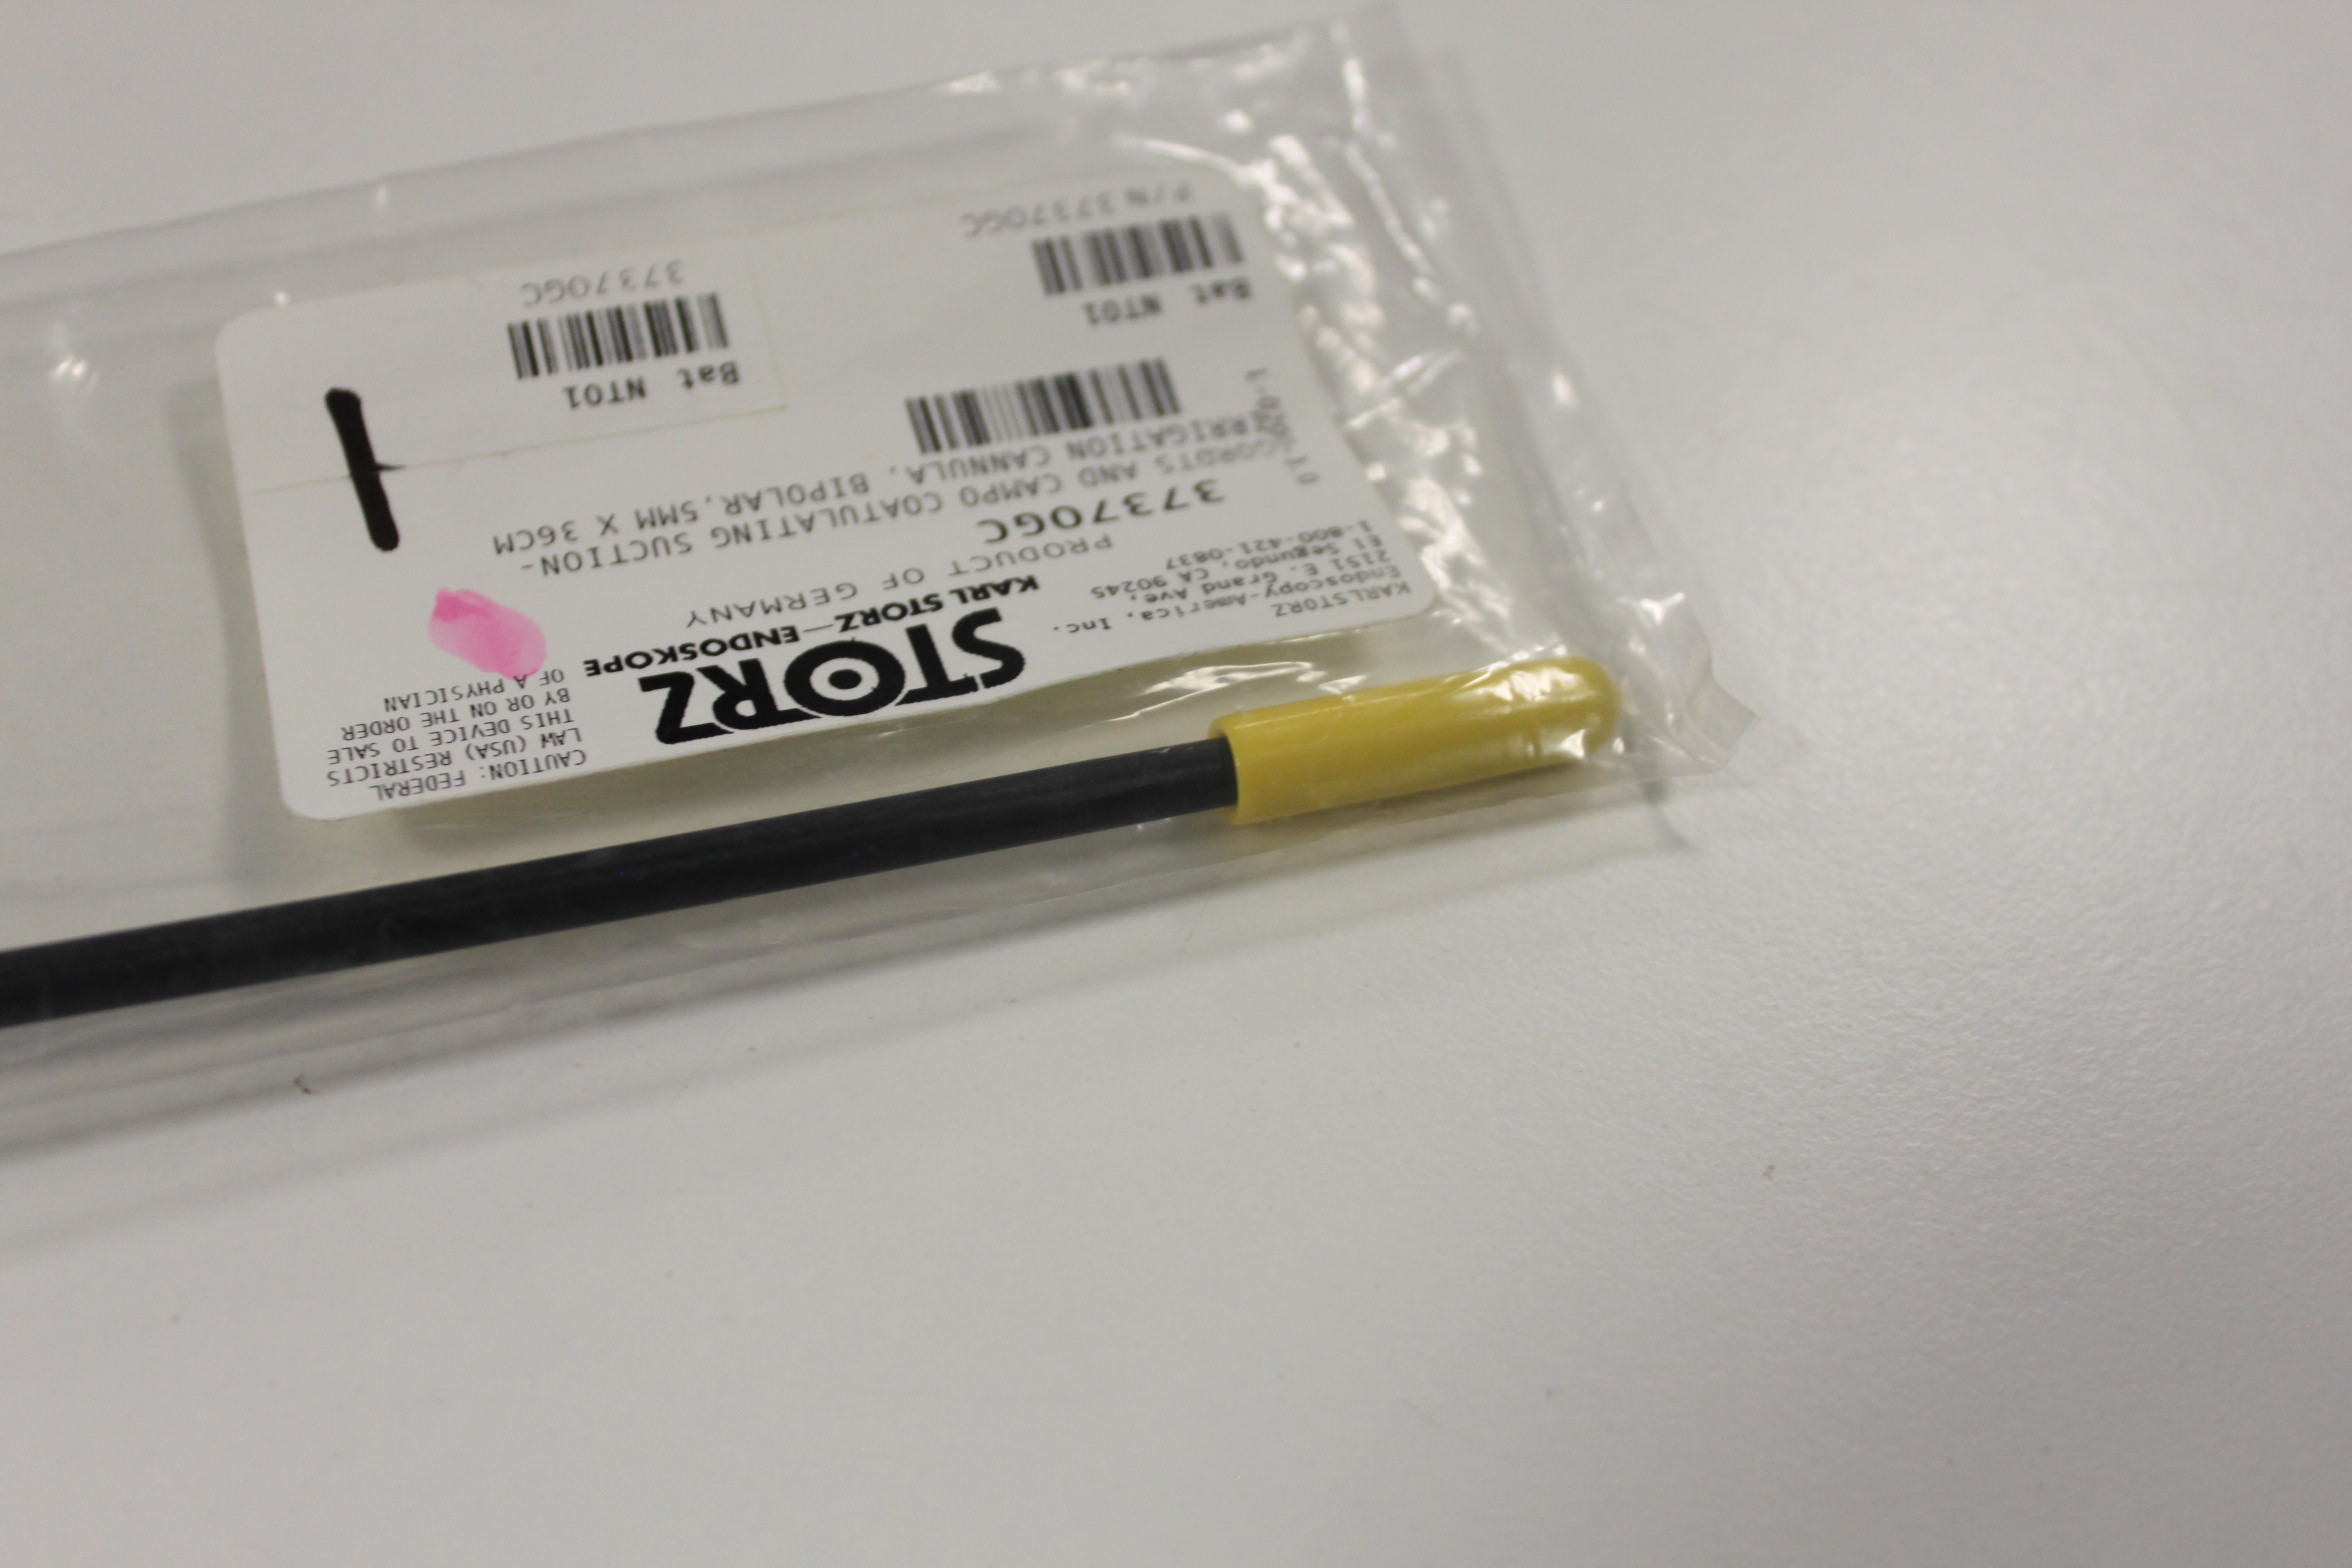 CAUTION: FEDERAL
LAW (USA) RESTRICTS
THIS DEVICE TO SALE
BY OR ON THE ORDER
OF A PHYSICIAN
STORZ
KARL STORZ—ENDOSKOPE
KARLSTORZ
Endoscopy-America, Inc.
2151 E. Grand Ave,
El Segundo, CA 90245
1-800-421-0837
PRODUCT OF GERMANY
37370GC
GORDTS AND CAMPO COATULATING SUCTION-
IRRIGATION CANNULA, BIPOLAR,5MM X 36CM
Bat NT01
37370GC
Bat NT01
P/N 37370GC